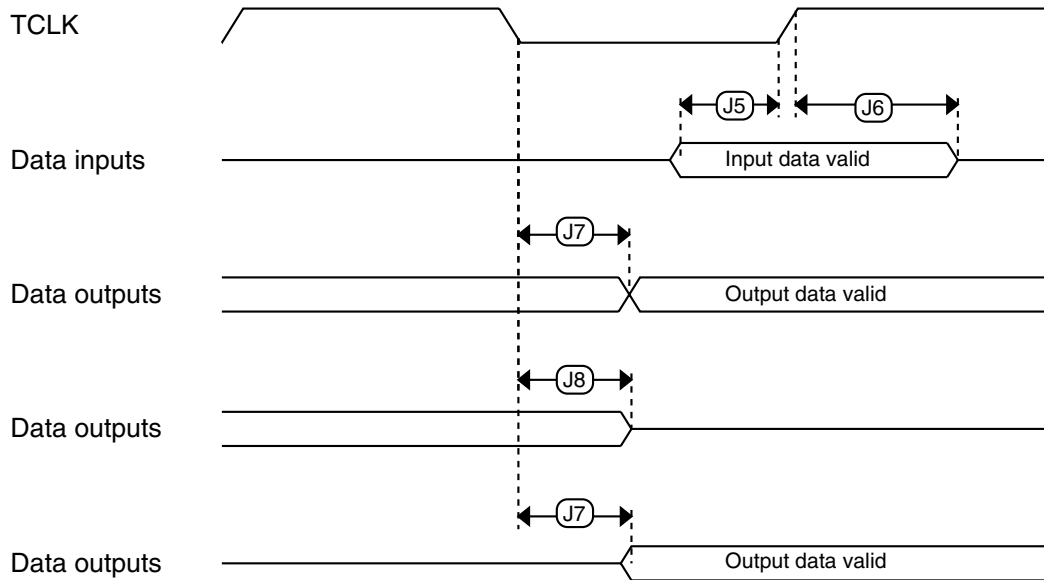 TCLK
J5
J6
Data inputs
Input data valid
J7
Data outputs
Output data valid
J8
Data outputs
J7
Data outputs
Output data valid